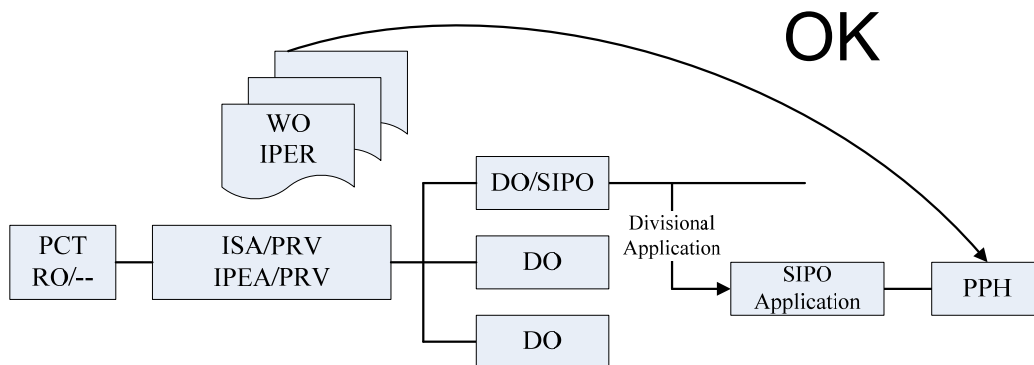 OK
WO
IPER
DO/SIPO
Divisional
Application
PCT
RO/--
ISA/PRV
IPEA/PRV
DO
SIPO
Application
PPH
DO